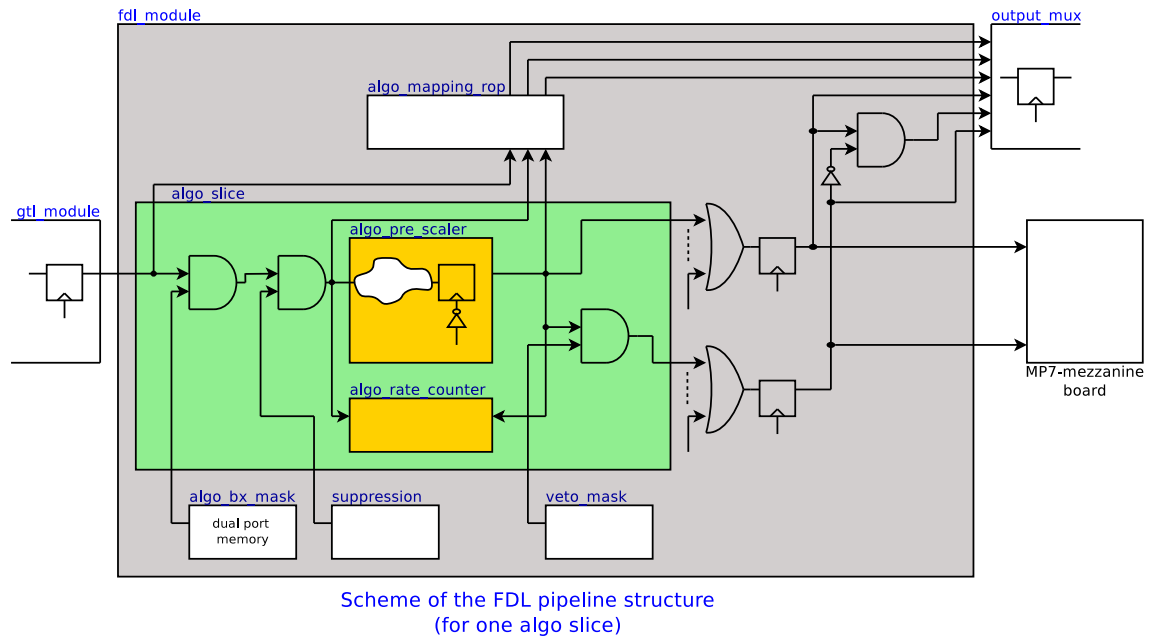 fdl_module
output_mux
algo_mapping_rop
algo_slice
gtl_module
algo_pre_scaler
algo_rate_counter
MP7-mezzanine
board
algo_bx_mask
suppression
veto_mask
dual port
memory
Scheme of the FDL pipeline structure
(for one algo slice)